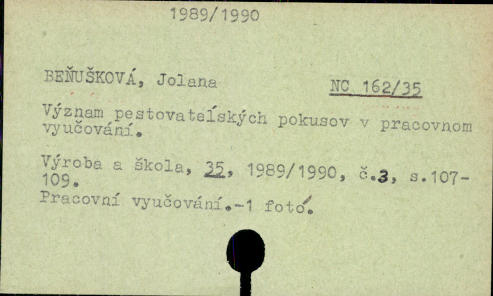 1989/1990
BEŇUŠKOVÁ, Jolana
NC 162/35
Význam pestovateľských pokusov v pracovnom
vyučování.
Výroba a škola, 35, 1989/1990, č.3, s.107-
109.
Pracovní vyučování.-1 foto.